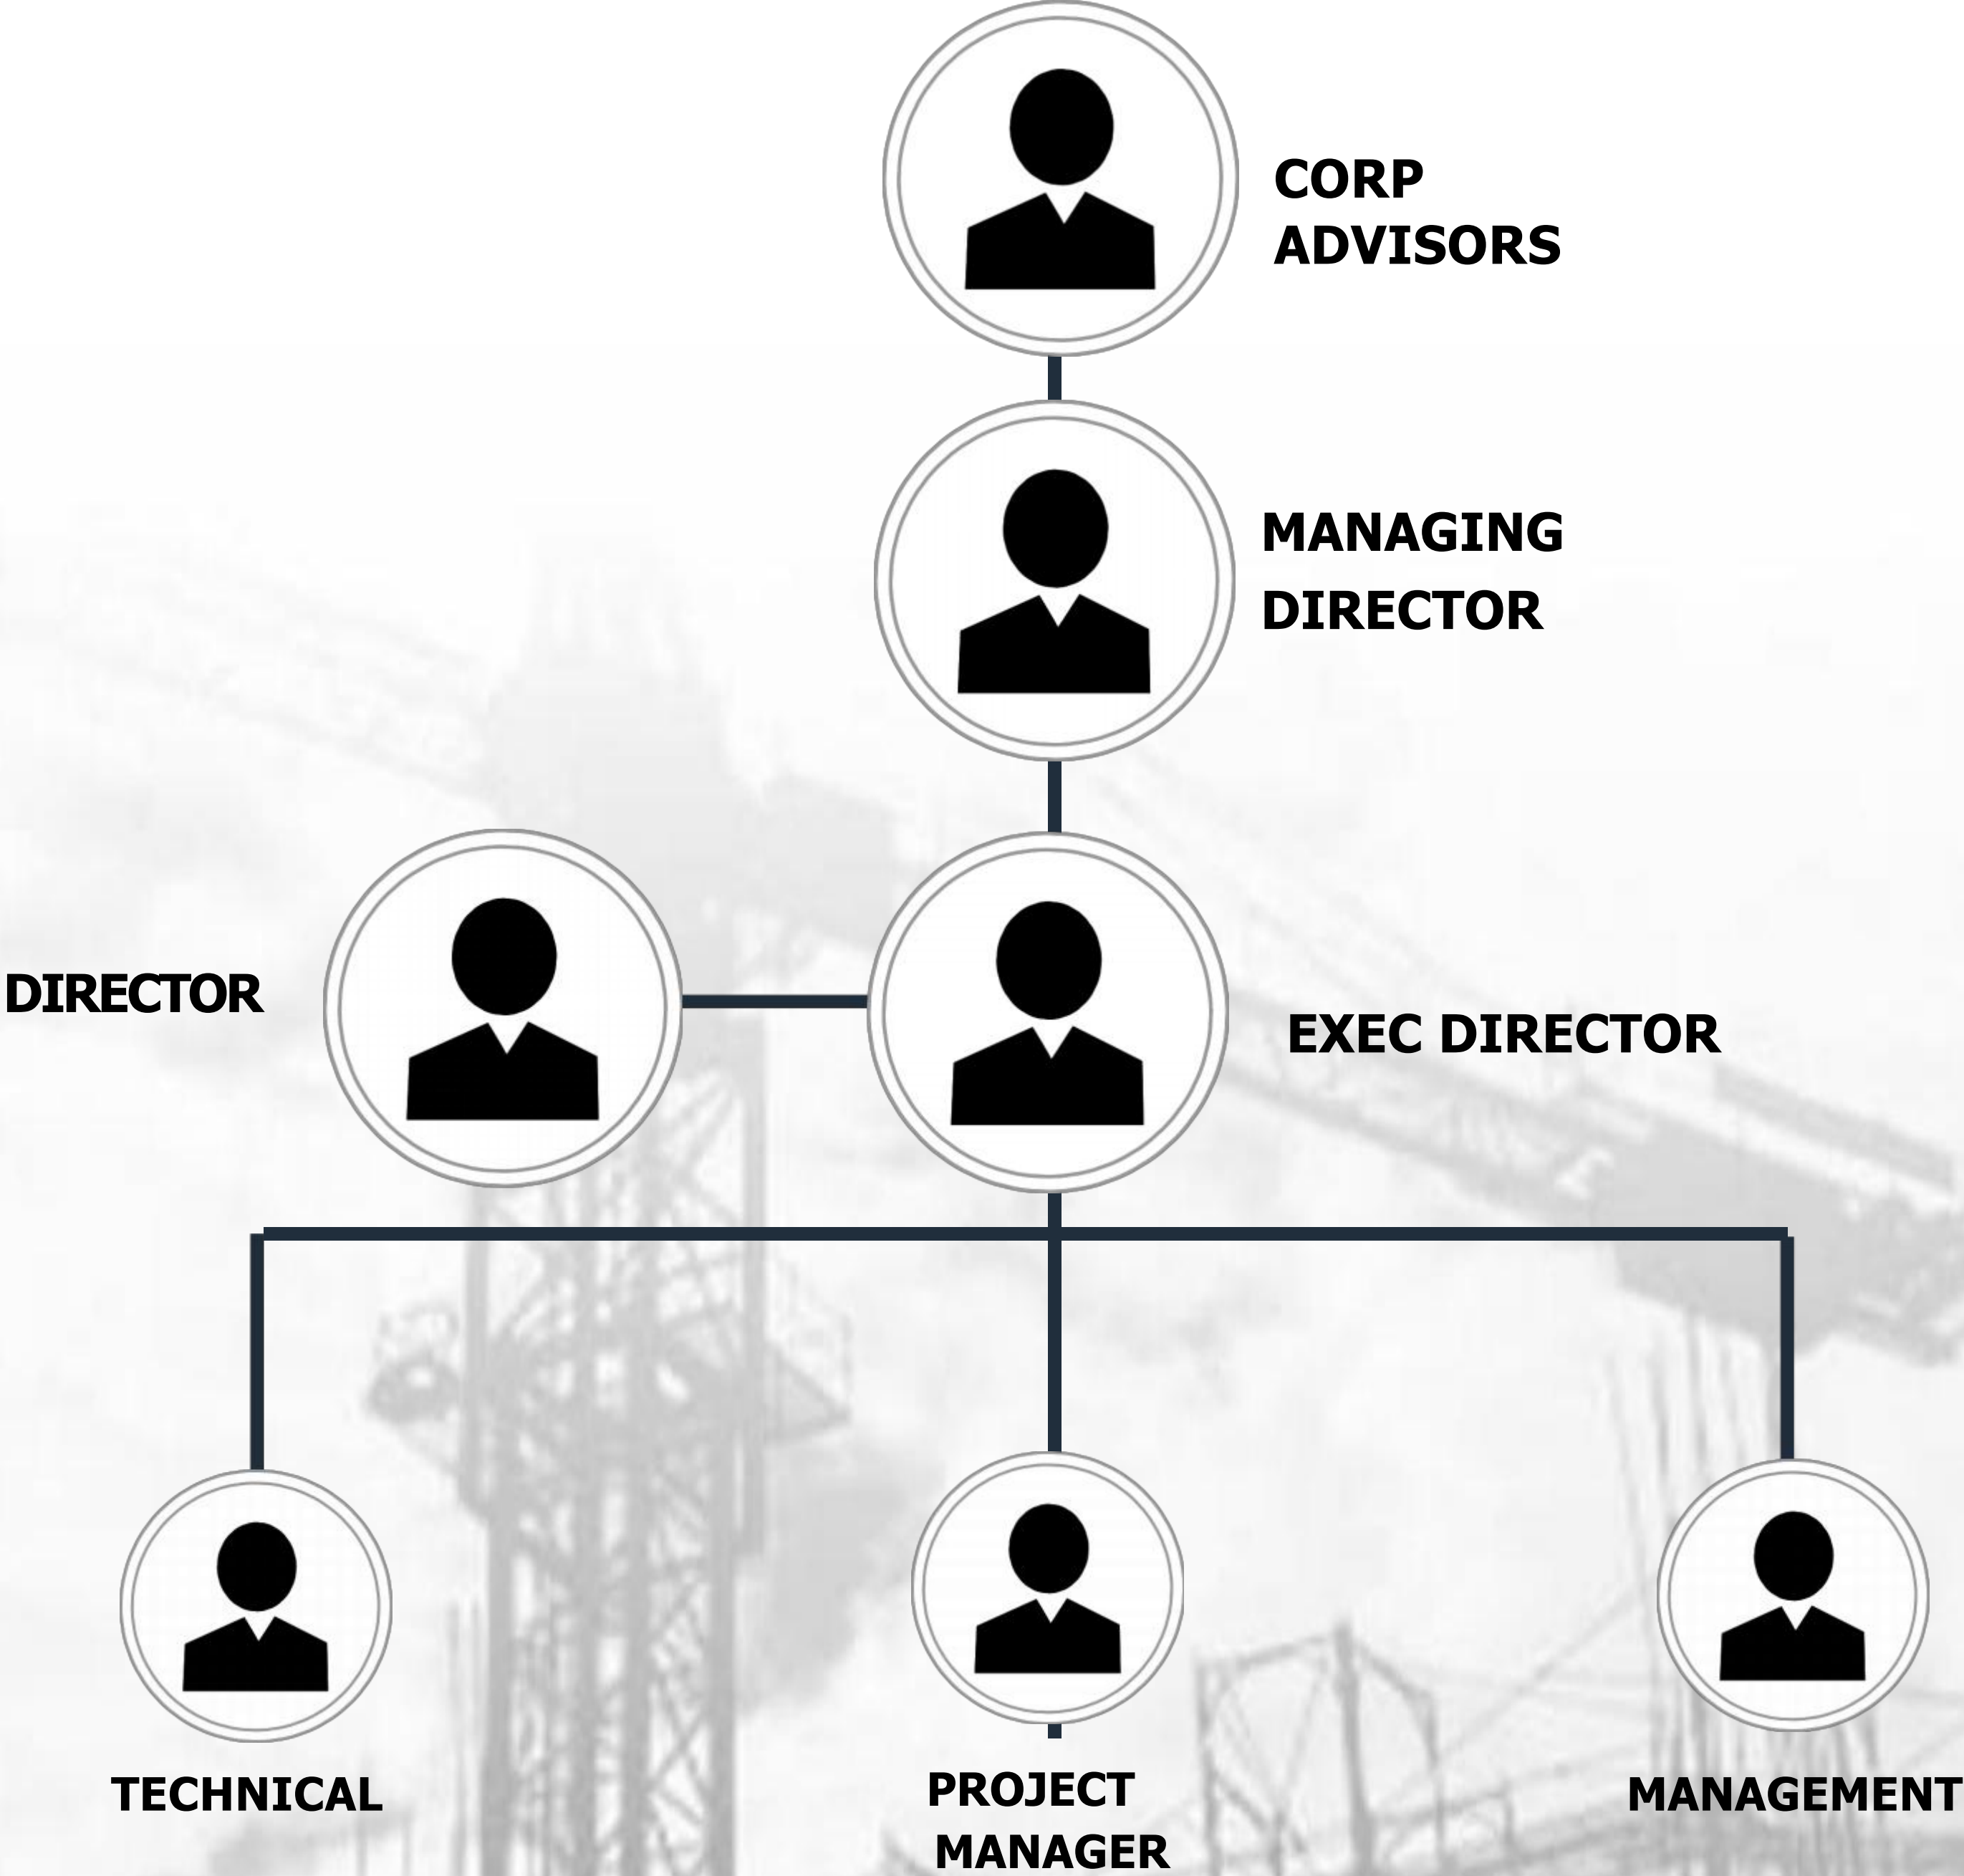 CORP
ADVISORS
MANAGING
DIRECTOR
DIRECTOR
EXEC DIRECTOR
TECHNICAL
PROJECT
MANAGER
MANAGEMENT